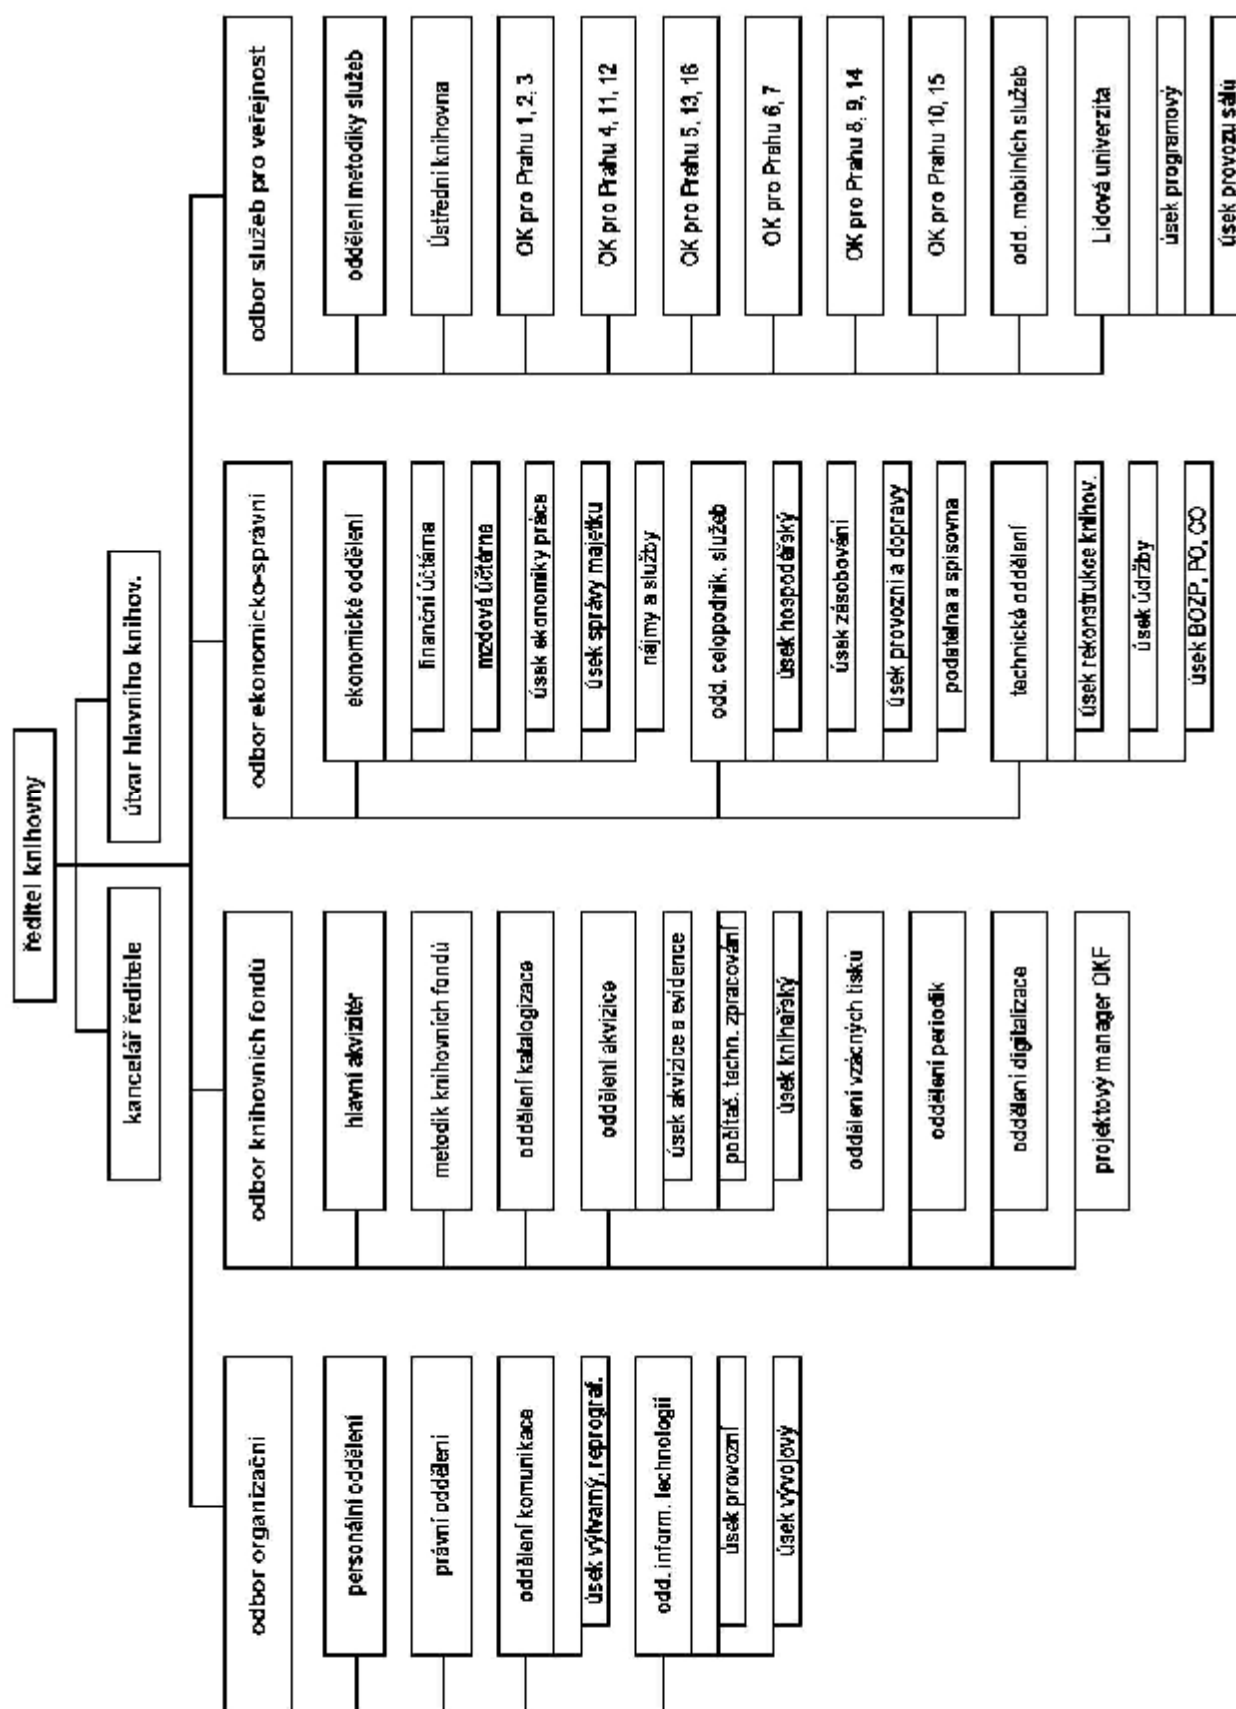 ředitel knihovny
kancelář ředitele
útvar hlavního knihov.
odbor organizační
personální oddělení
právní oddělení
oddělení komunikace
úsek výtvarný, reprograf.
odd. inform. technologií
úsek provozní
úsek vývojový
odbor knihovních fondů
hlavní akvizitér
metodik knihovních fondů
oddělení katalogizace
oddělení akvizice
úsek akvizice a evidence
počítač. techn. zpracování
úsek knihařský
oddělení vzácných tisků
oddělení periodik
oddělení digitalizace
projektový manager OKF
odbor ekonomicko-správní
ekonomické oddělení
finanční účtárna
mzdová účtárna
úsek ekonomiky práce
úsek správy majetku
nájmy a služby
odd. celopodnik. služeb
úsek hospodářský
úsek zásobování
úsek provozní a dopravy
podatelna a spisovna
technické oddělení
úsek rekonstrukce knihov.
úsek údržby
úsek BOZP, PO, CO
odbor služeb pro veřejnost
oddělení metodiky služeb
Ústřední knihovna
OK pro Prahu 1, 2, 3
OK pro Prahu 4, 11, 12
OK pro Prahu 5, 13, 16
OK pro Prahu 6, 7
OK pro Prahu 8, 9, 14
OK pro Prahu 10, 15
odd. mobilních služeb
Lidová univerzita
úsek programový
úsek provozu sálů